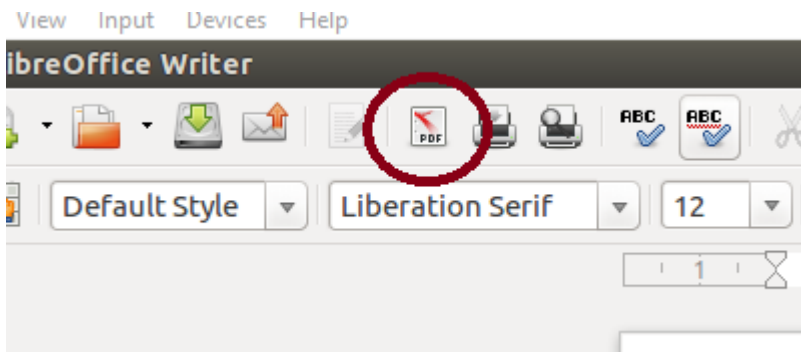 View Input Devices Help
ibreOffice Writer
PDF ABC ABC
Default Style Liberation Serif 12
1